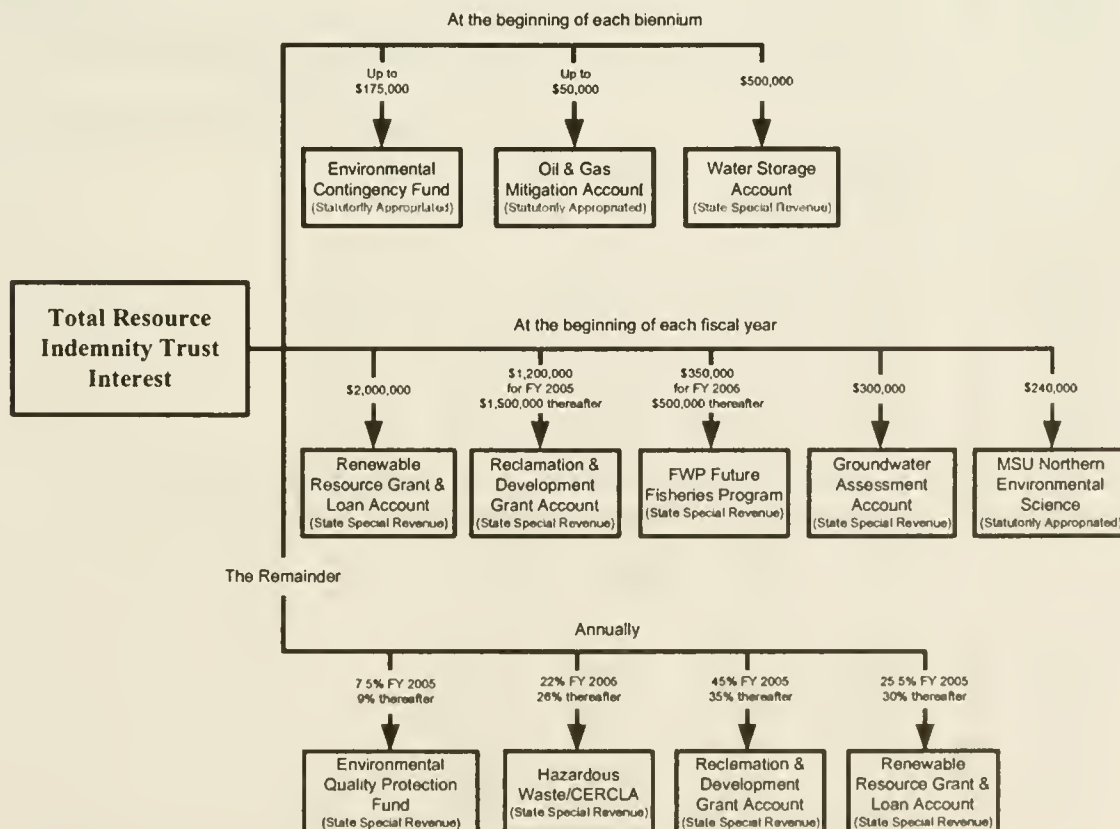 At the beginning of each biennium
Up to
$175,000
Up to
$50,000
$500,000
Environmental
Contingency Fund
(Statutorily Appropriated)
Oil & Gas
Mitigation Account
(Statutorily Appropriated)
Water Storage
Account
(State Special Revenue)
Total Resource
Indemnity Trust
Interest
At the beginning of each fiscal year
$2,000,000
$1,200,000
for FY 2005
$1,500,000 thereafter
$350,000
for FY 2006
$500,000 thereafter
$300,000
$240,000
Renewable
Resource Grant &
Loan Account
(State Special Revenue)
Reclamation &
Development
Grant Account
(State Special Revenue)
FWP Future
Fisheries Program
(State Special Revenue)
Groundwater
Assessment
Account
(State Special Revenue)
MSU Northern
Environmental
Science
(Statutorily Appropriated)
The Remainder
Annually
7 5% FY 2005
9% thereafter
22% FY 2006
26% thereafter
45% FY 2005
35% thereafter
25 5% FY 2005
30% thereafter
Environmental
Quality Protection
Fund
(State Special Revenue)
Hazardous
Waste/CERCLA
(State Special Revenue)
Reclamation &
Development
Grant Account
(State Special Revenue)
Renewable
Resource Grant &
Loan Account
(State Special Revenue)